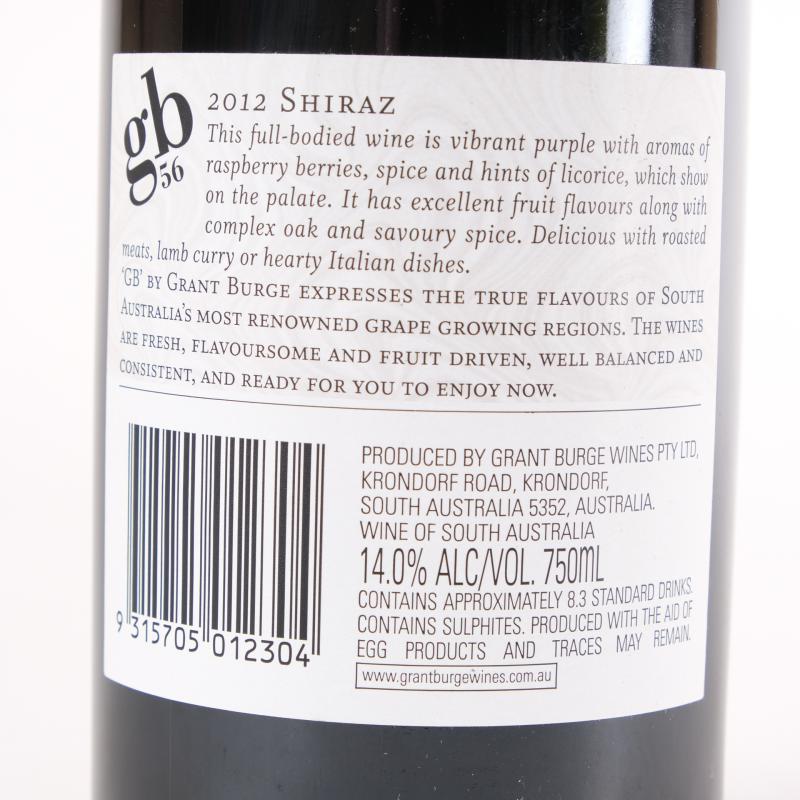 gb
56
2012 SHIRAZ
This full-bodied wine is vibrant purple with aromas of
raspberry berries, spice and hints of licorice, which show
on the palate. It has excellent fruit flavours along with
complex oak and savoury spice. Delicious with roasted
meats, lamb curry or hearty Italian dishes.
'GB' BY GRANT BURGE EXPRESSES THE TRUE FLAVOURS OF SOUTH
AUSTRALIA'S MOST RENOWNED GRAPE GROWING REGIONS. THE WINES
ARE FRESH, FLAVOURSOME AND FRUIT DRIVEN, WELL BALANCED AND
CONSISTENT, AND READY FOR YOU TO ENJOY NOW.
PRODUCED BY GRANT BURGE WINES PTY LTD,
KRONDORF ROAD, KRONDORF,
SOUTH AUSTRALIA 5352, AUSTRALIA.
WINE OF SOUTH AUSTRALIA
14.0% ALC/VOL. 750ML
CONTAINS APPROXIMATELY 8.3 STANDARD DRINKS.
CONTAINS SULPHITES. PRODUCED WITH THE AID OF
EGG PRODUCTS AND TRACES MAY REMAIN.
www.grantburgewines.com.au
9 315705 012304